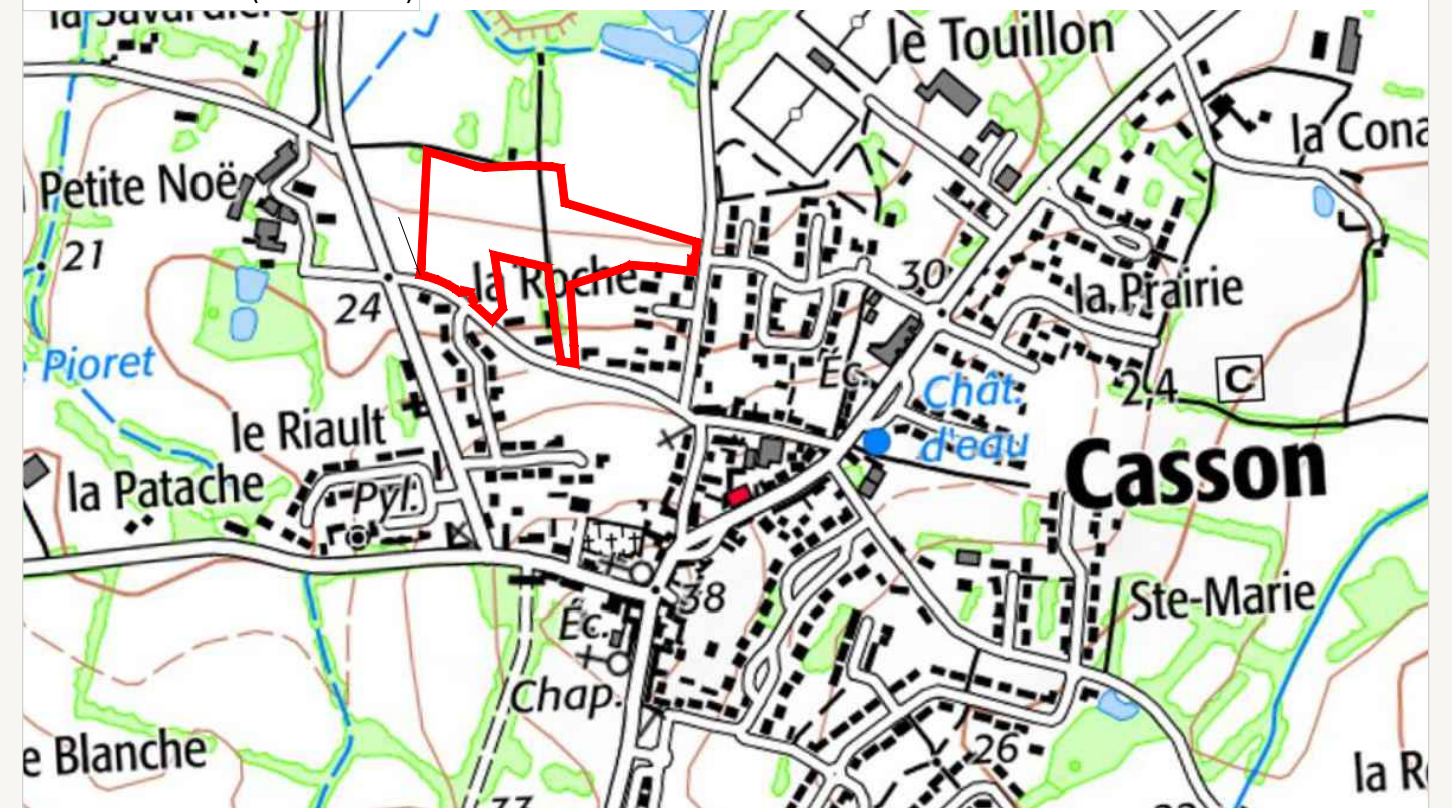 le Touillon
la Cona
Petite Noë
21
la Roche
30
la Prairie
24
Pioret
Éc.
C
24
Chât.
d'eau
le Riault
Casson
la Patache
Pyl.
38
Ste-Marie
Éc.
Chap.
e Blanche
26
la R